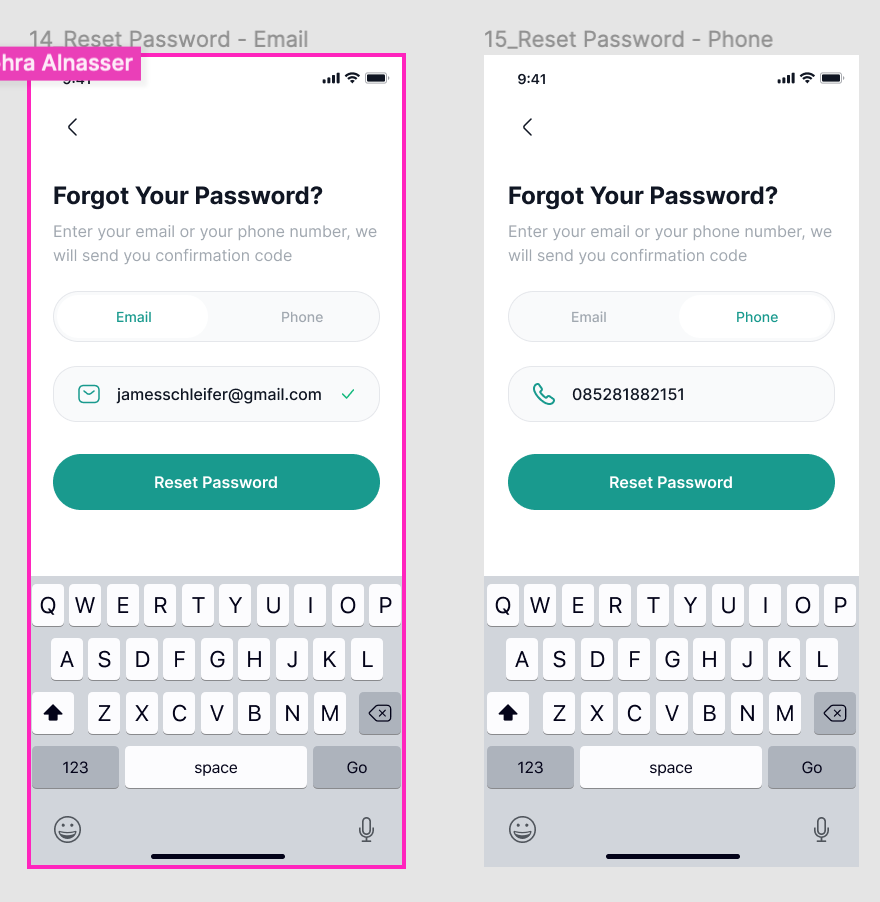 14_Reset Password - Email
hra Alnasser
9:41
Forgot Your Password?
Enter your email or your phone number, we
will send you confirmation code
Email Phone
jamesschleifer@gmail.com
Reset Password
Q W E R T Y U I O P
A S D F G H J K L
Z X C V B N M
123 space Go
15_Reset Password - Phone
9:41
Forgot Your Password?
Enter your email or your phone number, we
will send you confirmation code
Email Phone
085281882151
Reset Password
Q W E R T Y U I O P
A S D F G H J K L
Z X C V B N M
123 space Go